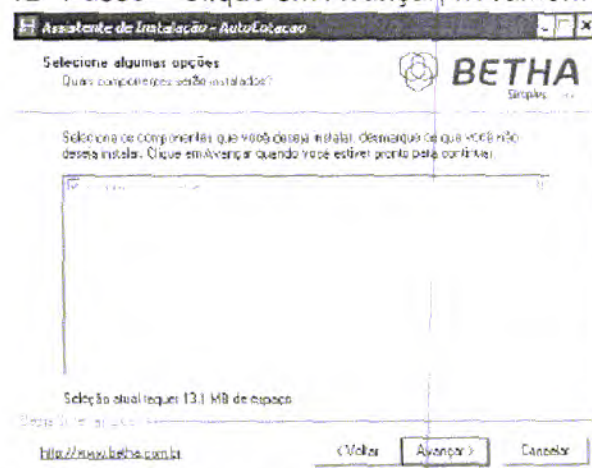 Assistente de Instalação - AutoCotacao
Selecione algumas opções
Quais componentes serão instalados?
BETHA
Simples
Selecione os componentes que você deseja instalar, desmarque os que você não
deseja instalar. Clique em Avançar quando você estiver pronto para continuar.
Seleção atual requer 13.1 MB de espaço
http://www.betha.com.br
< Voltar
Avançar >
Cancelar